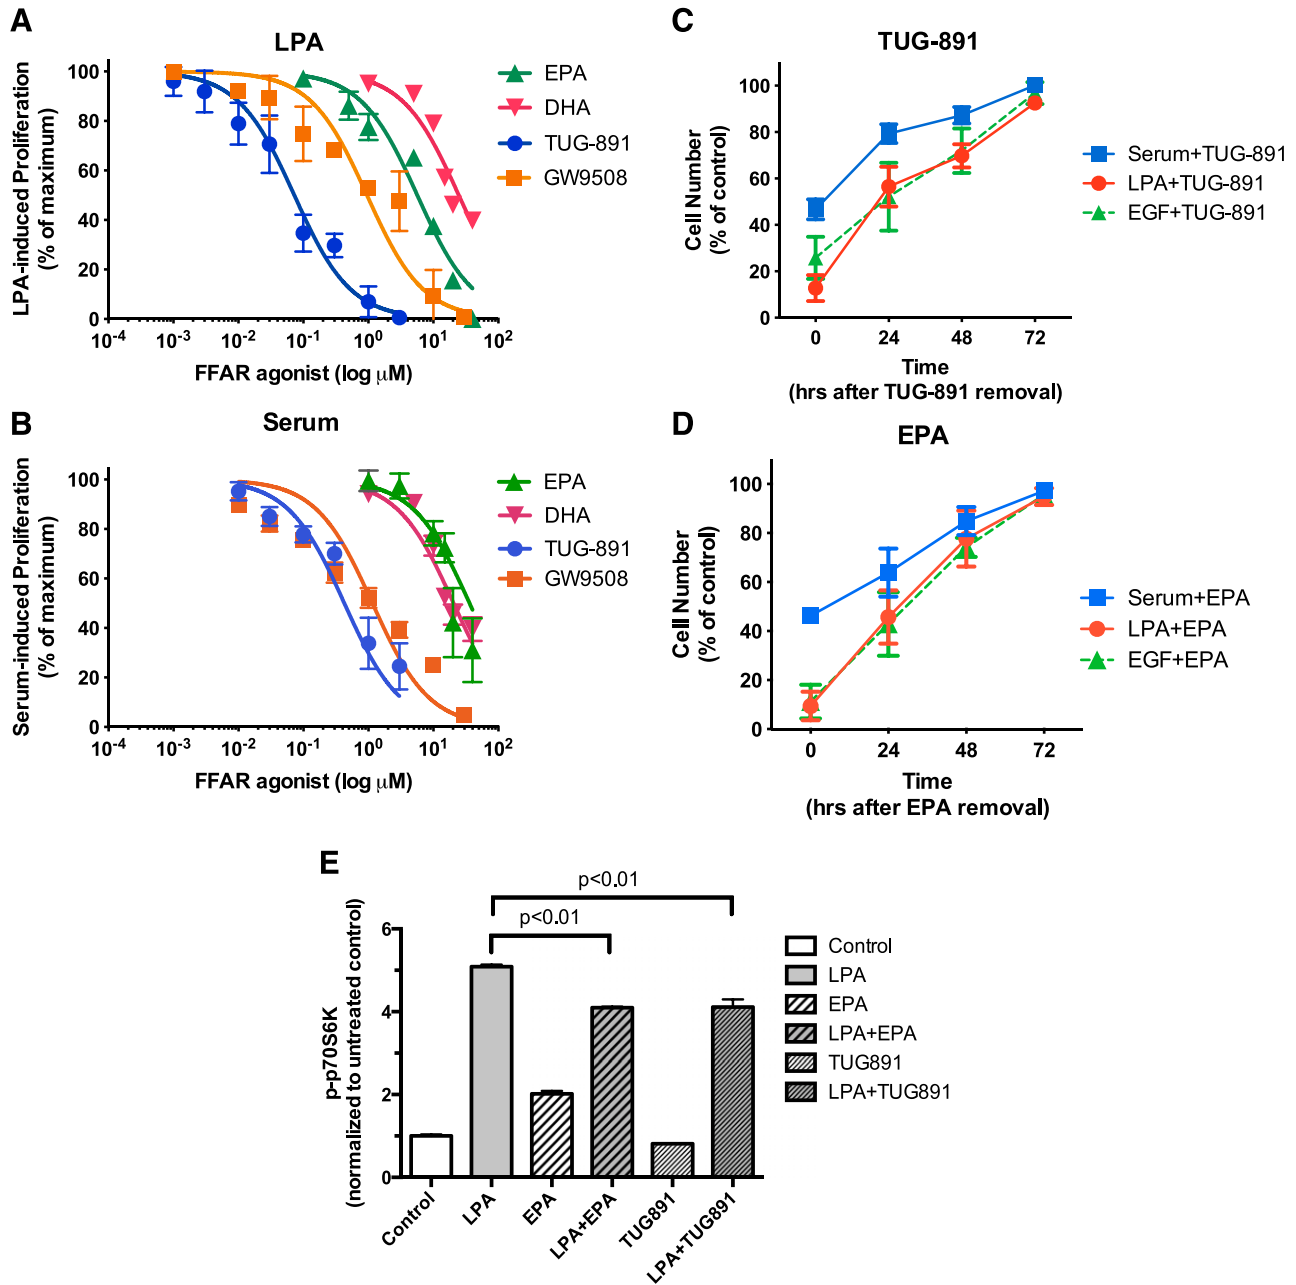 A
LPA
LPA-induced Proliferation
(% of maximum)
100
80
60
40
20
0
10-4
10-3
10-2
10-1
100
101
102
FFAR agonist (log μM)
EPA
DHA
TUG-891
GW9508
C
TUG-891
Cell Number
(% of control)
100
80
60
40
20
0
0
24
48
72
Time
(hrs after TUG-891 removal)
Serum+TUG-891
LPA+TUG-891
EGF+TUG-891
B
Serum
Serum-induced Proliferation
(% of maximum)
100
80
60
40
20
0
10-4
10-3
10-2
10-1
100
101
102
FFAR agonist (log μM)
EPA
DHA
TUG-891
GW9508
D
EPA
Cell Number
(% of control)
100
80
60
40
20
0
0
24
48
72
Time
(hrs after EPA removal)
Serum+EPA
LPA+EPA
EGF+EPA
E
p<0.01
p<0.01
p-p70S6K
(normalized to untreated control)
6
4
2
0
Control
LPA
EPA
LPA+EPA
TUG891
LPA+TUG891
Control
LPA
EPA
LPA+EPA
TUG891
LPA+TUG891